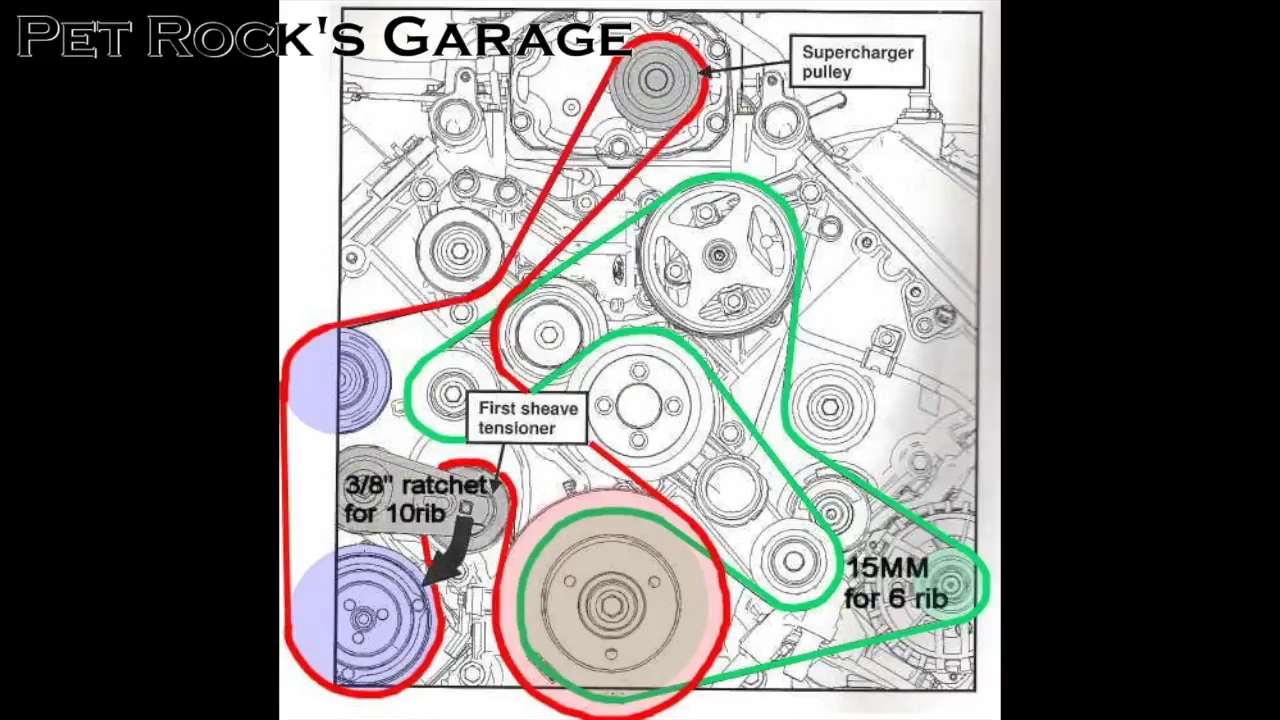 Pet Rock's Garage
Supercharger
pulley
First sheave
tensioner
3/8" ratchet
for 10rib
15MM
for 6 rib